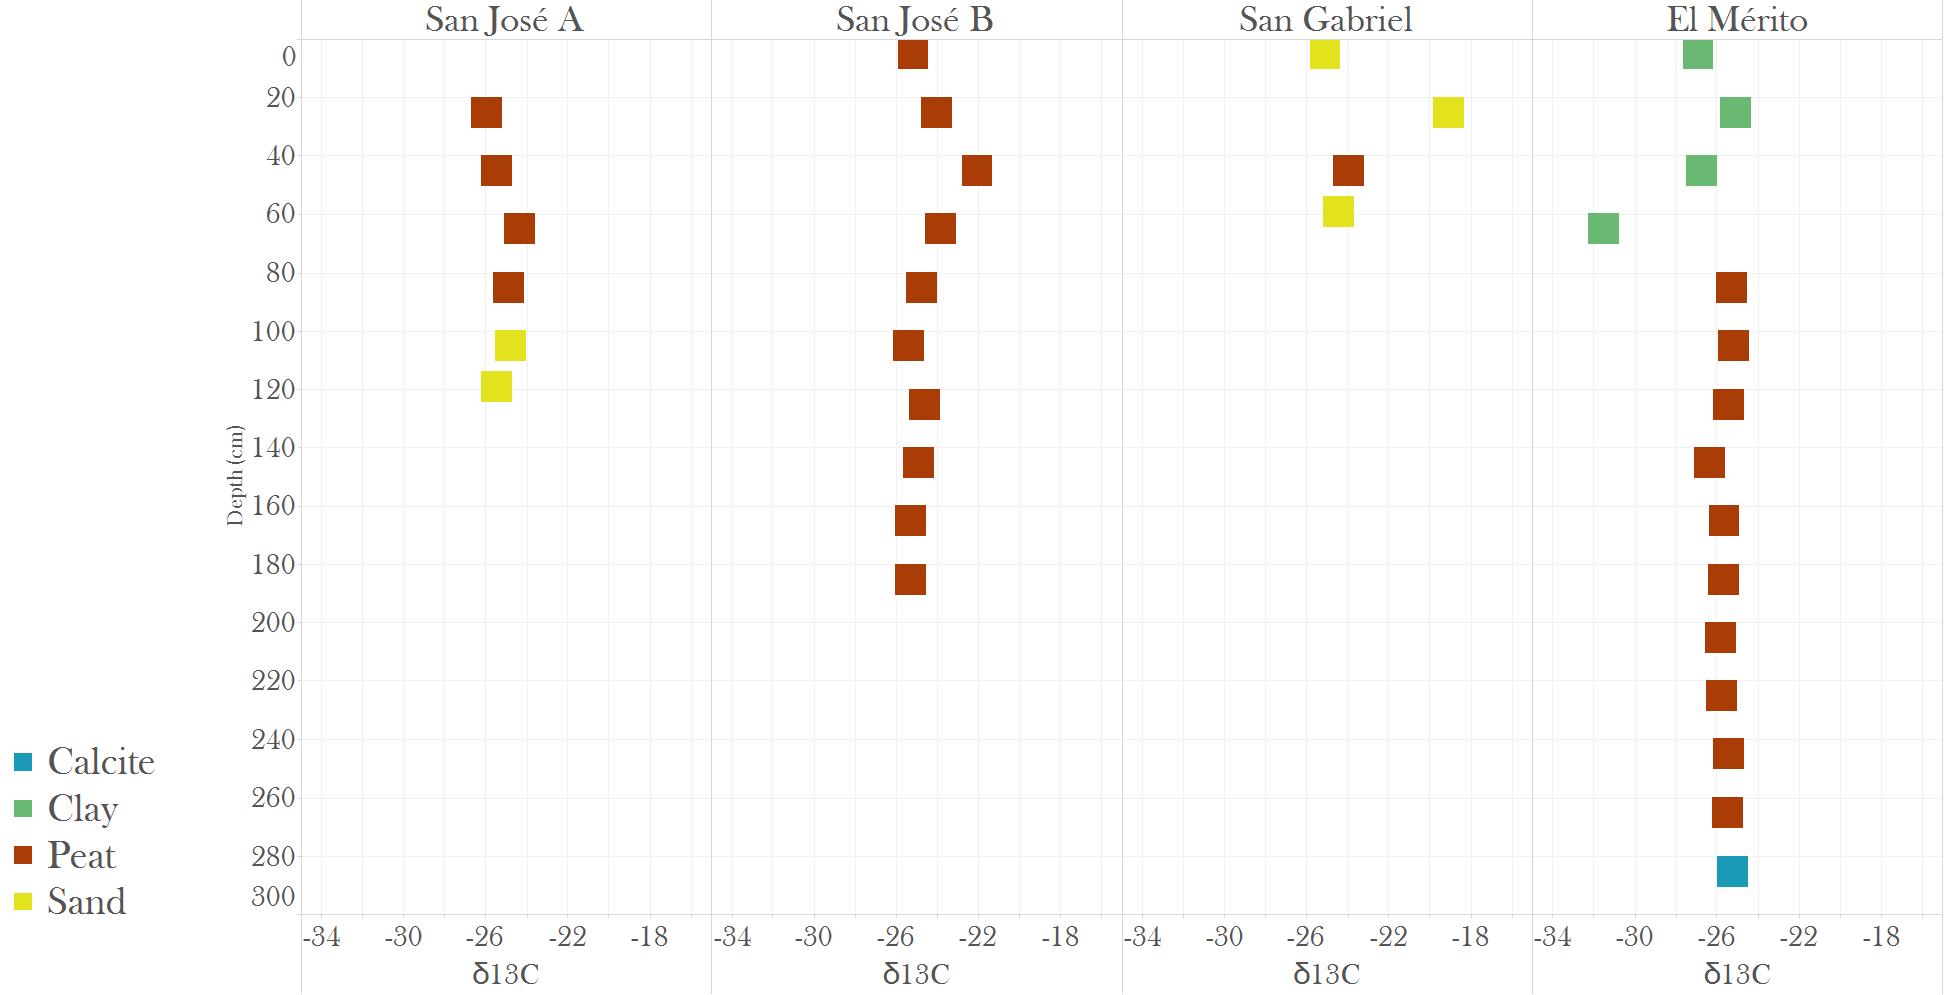 San José A San José B San Gabriel El Mérito
0
20
40
60
80
100
120
140
160
180
200
220
240
260
280
300
Depth (cm)
Calcite
Clay
Peat
Sand
-34 -30 -26 -22 -18 -34 -30 -26 -22 -18 -34 -30 -26 -22 -18 -34 -30 -26 -22 -18
δ13C δ13C δ13C δ13C